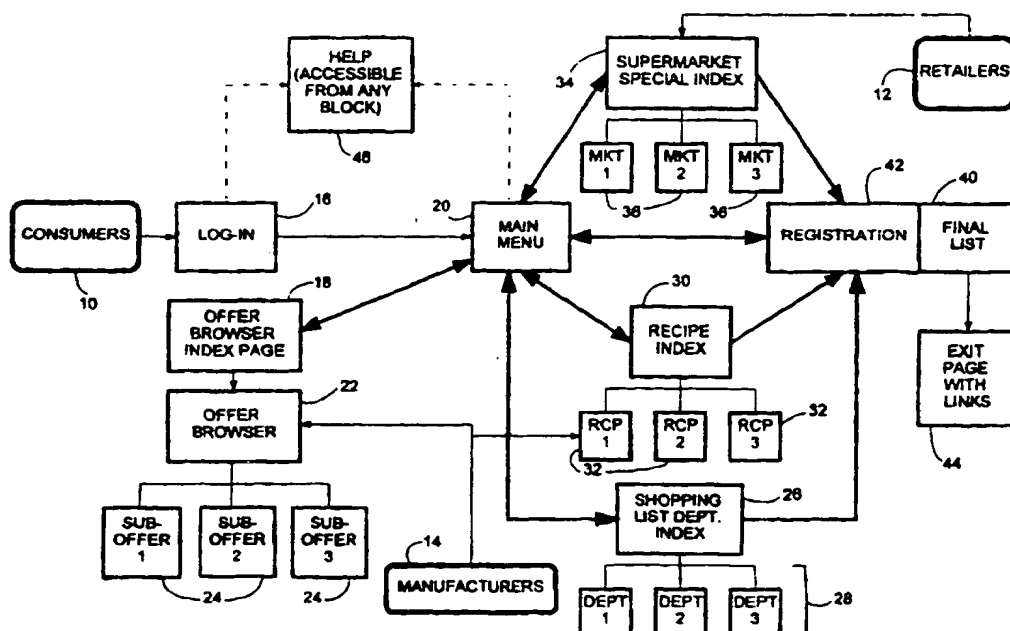 HELP
(ACCESSIBLE
FROM ANY
BLOCK)
46
34
SUPERMARKET
SPECIAL INDEX
RETAILERS
12
MKT
1
MKT
2
MKT
3
36
36
CONSUMERS
10
16
LOG-IN
20
MAIN
MENU
42
REGISTRATION
40
FINAL
LIST
18
OFFER
BROWSER
INDEX PAGE
30
RECIPE
INDEX
EXIT
PAGE
WITH
LINKS
44
22
OFFER
BROWSER
RCP
1
RCP
2
RCP
3
32
32
SUB-
OFFER
1
SUB-
OFFER
2
SUB-
OFFER
3
24
24
14
MANUFACTURERS
26
SHOPPING
LIST DEPT.
INDEX
DEPT
1
DEPT
2
DEPT
3
28